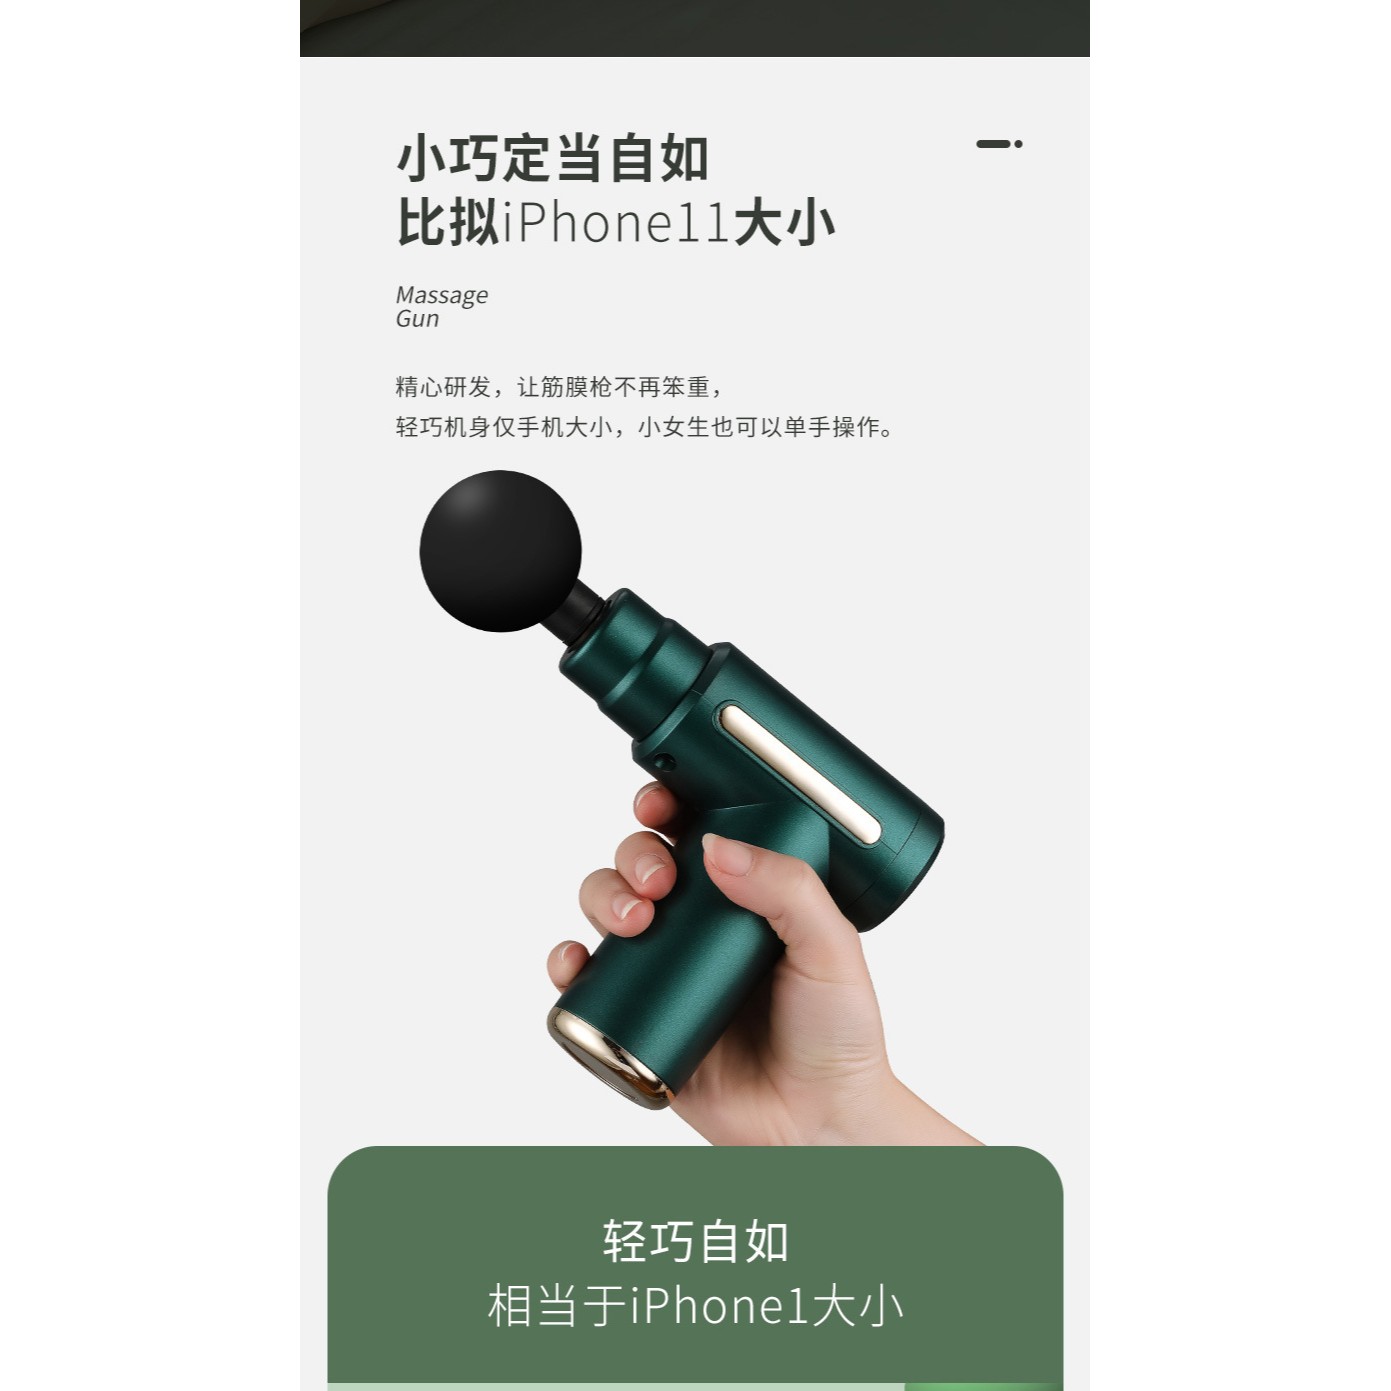 小巧定当自如
比拟iPhone11大小
Massage
Gun
精心研发，让筋膜枪不再笨重，
轻巧机身仅手机大小，小女生也可以单手操作。
轻巧自如
相当于iPhone1大小